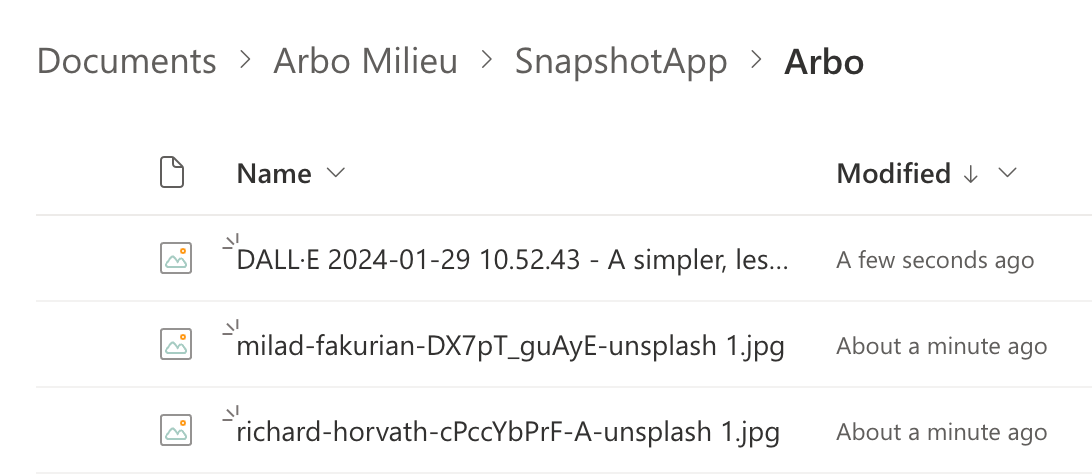 Documents > Arbo Milieu > SnapshotApp > Arbo
Name Modified
DALL·E 2024-01-29 10.52.43 - A simpler, les... A few seconds ago
milad-fakurian-DX7pT_guAyE-unsplash 1.jpg About a minute ago
richard-horvath-cPccYbPrF-A-unsplash 1.jpg About a minute ago